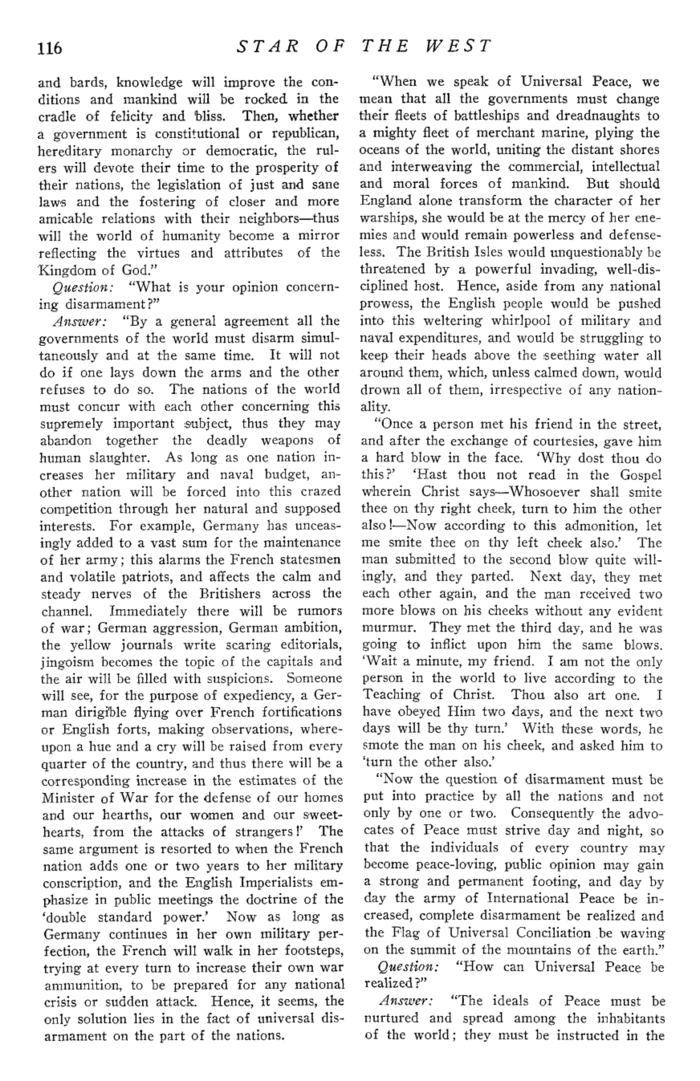 116
STAR OF THE WEST
and bards, knowledge will improve the con-
ditions and mankind will be rocked in the
cradle of felicity and bliss. Then, whether
a government is constitutional or republican,
hereditary monarchy or democratic, the rul-
ers will devote their time to the prosperity of
their nations, the legislation of just and sane
laws and the fostering of closer and more
amicable relations with their neighbors—thus
will the world of humanity become a mirror
reflecting the virtues and attributes of the
Kingdom of God."
Question: "What is your opinion concern-
ing disarmament?"
Answer: "By a general agreement all the
governments of the world must disarm simul-
taneously and at the same time. It will not
do if one lays down the arms and the other
refuses to do so. The nations of the world
must concur with each other concerning this
supremely important subject, thus they may
abandon together the deadly weapons of
human slaughter. As long as one nation in-
creases her military and naval budget, an-
other nation will be forced into this crazed
competition through her natural and supposed
interests. For example, Germany has unceas-
ingly added to a vast sum for the maintenance
of her army; this alarms the French statesmen
and volatile patriots, and affects the calm and
steady nerves of the Britishers across the
channel. Immediately there will be rumors
of war; German aggression, German ambition,
the yellow journals write scaring editorials,
jingoism becomes the topic of the capitals and
the air will be filled with suspicions. Someone
will see, for the purpose of expediency, a Ger-
man dirigible flying over French fortifications
or English forts, making observations, where-
upon a hue and a cry will be raised from every
quarter of the country, and thus there will be a
corresponding increase in the estimates of the
Minister of War for the defense of our homes
and our hearths, our women and our sweet-
hearts, from the attacks of strangers!' The
same argument is resorted to when the French
nation adds one or two years to her military
conscription, and the English Imperialists em-
phasize in public meetings the doctrine of the
'double standard power.' Now as long as
Germany continues in her own military per-
fection, the French will walk in her footsteps,
trying at every turn to increase their own war
ammunition, to be prepared for any national
crisis or sudden attack. Hence, it seems, the
only solution lies in the fact of universal dis-
armament on the part of the nations.
"When we speak of Universal Peace, we
mean that all the governments must change
their fleets of battleships and dreadnaughts to
a mighty fleet of merchant marine, plying the
oceans of the world, uniting the distant shores
and interweaving the commercial, intellectual
and moral forces of mankind. But should
England alone transform the character of her
warships, she would be at the mercy of her ene-
mies and would remain powerless and defense-
less. The British Isles would unquestionably be
threatened by a powerful invading, well-dis-
ciplined host. Hence, aside from any national
prowess, the English people would be pushed
into this weltering whirlpool of military and
naval expenditures, and would be struggling to
keep their heads above the seething water all
around them, which, unless calmed down, would
drown all of them, irrespective of any nation-
ality.
"Once a person met his friend in the street,
and after the exchange of courtesies, gave him
a hard blow in the face. 'Why dost thou do
this?' 'Hast thou not read in the Gospel
wherein Christ says—Whosoever shall smite
thee on thy right cheek, turn to him the other
also!—Now according to this admonition, let
me smite thee on thy left cheek also.' The
man submitted to the second blow quite will-
ingly, and they parted. Next day, they met
each other again, and the man received two
more blows on his cheeks without any evident
murmur. They met the third day, and he was
going to inflict upon him the same blows.
'Wait a minute, my friend. I am not the only
person in the world to live according to the
Teaching of Christ. Thou also art one. I
have obeyed Him two days, and the next two
days will be thy turn.' With these words, he
smote the man on his cheek, and asked him to
'turn the other also.'
"Now the question of disarmament must be
put into practice by all the nations and not
only by one or two. Consequently the advo-
cates of Peace must strive day and night, so
that the individuals of every country may
become peace-loving, public opinion may gain
a strong and permanent footing, and day by
day the army of International Peace be in-
creased, complete disarmament be realized and
the Flag of Universal Conciliation be waving
on the summit of the mountains of the earth."
Question: "How can Universal Peace be
realized?"
Answer: "The ideals of Peace must be
nurtured and spread among the inhabitants
of the world; they must be instructed in the